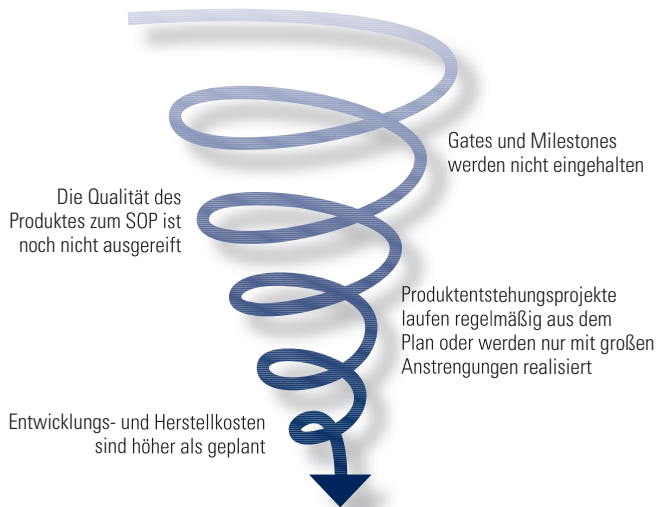 Gates und Milestones
werden nicht eingehalten
Die Qualität des
Produktes zum SOP ist
noch nicht ausgereift
Produktentstehungsprojekte
laufen regelmäßig aus dem
Plan oder werden nur mit großen
Anstrengungen realisiert
Entwicklungs- und Herstellkosten
sind höher als geplant